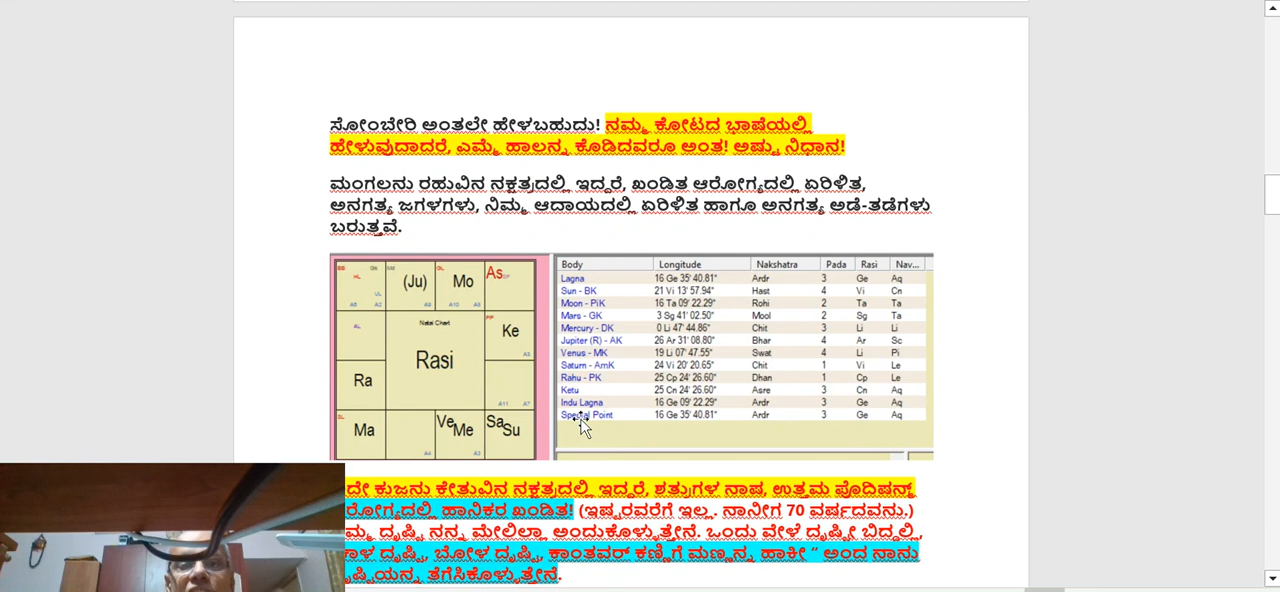 ಸೋಂಬೇರಿ ಅಂತಲೇ ಹೇಳಬಹುದು! ನಮ್ಮ ಕೋಟದ ಭಾಷೆಯಲ್ಲಿ
ಹೇಳುವುದಾದರೆ, ಎಮ್ಮೆ ಹಾಲನ್ನ ಕೊಡಿದವರೂ ಅಂತ! ಅಷ್ಟು ನಿಧಾನ!
ಮಂಗಲನು ರಹುವಿನ ನಕ್ಷತ್ರದಲ್ಲಿ ಇದ್ದರೆ, ಖಂಡಿತ ಆರೋಗ್ಯದಲ್ಲಿ ಏರಿಳಿತ,
ಅನಗತ್ಯ ಜಗಳಗಳು, ನಿಮ್ಮ ಆದಾಯದಲ್ಲಿ ಏರಿಳಿತ ಹಾಗೂ ಅನಗತ್ಯ ಅಡೆ-ತಡೆಗಳು
ಬರುತ್ತವೆ.
(Ju) Mo As
Natal Chart
Rasi
Ke
Ra
Ma VeMe SaSu
Body Longitude Nakshatra Pada Rasi Nav...
Lagna 16 Ge 35' 40.81" Ardr 3 Ge Aq
Sun - BK 21 Vi 13' 57.94" Hast 4 Vi Cn
Moon - PiK 16 Ta 09' 22.29" Rohi 2 Ta Ta
Mars - GK 3 Sg 41' 02.50" Mool 2 Sg Ta
Mercury - DK 0 Li 47' 44.86" Chit 3 Li Li
Jupiter (R) - AK 26 Ar 31' 08.80" Bhar 4 Ar Sc
Venus - MK 19 Li 07' 47.55" Swat 4 Li Pi
Saturn - AmK 24 Vi 20' 20.65" Chit 1 Vi Le
Rahu - PK 25 Cp 24' 26.60" Dhan 1 Cp Le
Ketu 25 Cn 24' 26.60" Asre 3 Cn Aq
Indu Lagna 16 Ge 09' 22.29" Ardr 3 Ge Aq
Special Point 16 Ge 35' 40.81" Ardr 3 Ge Aq
ದೇ ಕುಜನು ಕೇತುವಿನ ನಕ್ಷತ್ರದಲ್ಲಿ ಇದ್ದರೆ, ಶತ್ರುಗಳ ನಾಷ, ಉತ್ತಮ ಪೊದಿಷನ್
ರೋಗ್ಯದಲ್ಲಿ ಹಾನಿಕರ ಖಂಡಿತ! (ಇಷ್ಟರವರೆಗೆ ಇಲ್ಲ. ನಾನೀಗ 70 ವರ್ಷದವನು.)
ಮ್ಮ ದೃಷ್ಟಿ ನನ್ನ ಮೇಲಿಲ್ಲಾ ಅಂದುಕೊಳ್ಳುತ್ತೇನೆ. ಒಂದು ವೇಳೆ ದೃಷ್ಟೀ ಬಿದ್ದಲ್ಲಿ,
ಾಳ ದೃಷ್ಟಿ, ಬೋಳ ದೃಷ್ಟಿ, ಕಾಂತವರ್ ಕಣ್ಣಿಗೆ ಮಣ್ಣನ್ನ ಹಾಕೀ " ಅಂದ ನಾನು
ೃಷ್ಟಿಯನ್ನ ತೆಗೆಸಿಕೊಳ್ಳುತ್ತೇನೆ.